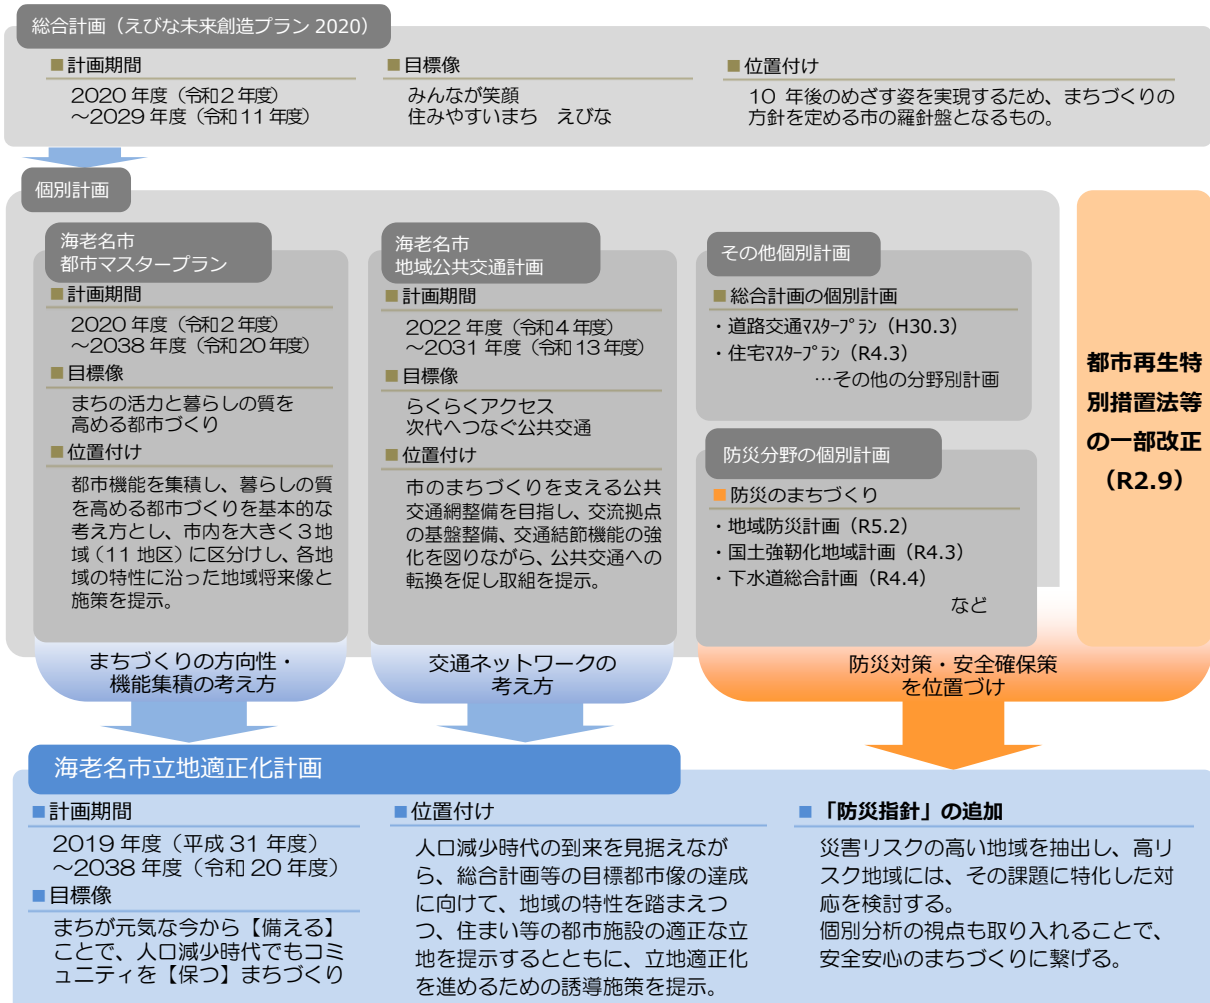 総合計画（えびな未来創造プラン 2020）
■計画期間
2020 年度（令和２年度）
～2029 年度（令和 11 年度）
■目標像
みんなが笑顔
住みやすいまち　えびな
■位置付け
10 年後のめざす姿を実現するため、まちづくりの
方針を定める市の羅針盤となるもの。
個別計画
海老名市
都市マスタープラン
■計画期間
2020 年度（令和２年度）
～2038 年度（令和 20 年度）
■目標像
まちの活力と暮らしの質を
高める都市づくり
■位置付け
都市機能を集積し、暮らしの質
を高める都市づくりを基本的な
考え方とし、市内を大きく３地
域（11 地区）に区分けし、各地
域の特性に沿った地域将来像と
施策を提示。
海老名市
地域公共交通計画
■計画期間
2022 年度（令和４年度）
～2031 年度（令和 13 年度）
■目標像
らくらくアクセス
次代へつなぐ公共交通
■位置付け
市のまちづくりを支える公共
交通網整備を目指し、交流拠点
の基盤整備、交通結節機能の強
化を図りながら、公共交通への
転換を促し取組を提示。
その他個別計画
■総合計画の個別計画
・道路交通ﾏｽﾀｰﾌﾟﾗﾝ（H30.3）
・住宅ﾏｽﾀｰﾌﾟﾗﾝ（R4.3）
…その他の分野別計画
防災分野の個別計画
■防災のまちづくり
・地域防災計画（R5.2）
・国土強靭化地域計画（R4.3）
・下水道総合計画（R4.4）
など
都市再生特
別措置法等
の一部改正
（R2.9）
まちづくりの方向性・
機能集積の考え方
交通ネットワークの
考え方
防災対策・安全確保策
を位置づけ
海老名市立地適正化計画
■計画期間
2019 年度（平成 31 年度）
～2038 年度（令和 20 年度）
■目標像
まちが元気な今から【備える】
ことで、人口減少時代でもコミ
ュニティを【保つ】まちづくり
■位置付け
人口減少時代の到来を見据えなが
ら、総合計画等の目標都市像の達成
に向けて、地域の特性を踏まえつ
つ、住まい等の都市施設の適正な立
地を提示するとともに、立地適正化
を進めるための誘導施策を提示。
■「防災指針」の追加
災害リスクの高い地域を抽出し、高リ
スク地域には、その課題に特化した対
応を検討する。
個別分析の視点も取り入れることで、
安全安心のまちづくりに繋げる。